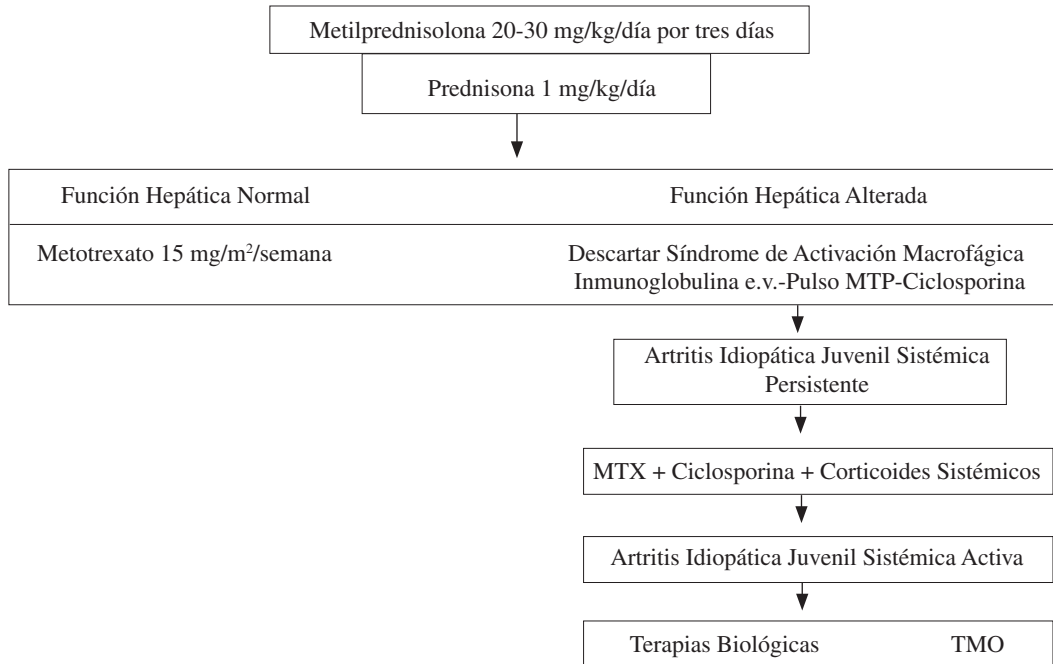 Metilprednisolona 20-30 mg/kg/día por tres días
Prednisona 1 mg/kg/día
Función Hepática Normal
Función Hepática Alterada
Metotrexato 15 mg/m²/semana
Descartar Síndrome de Activación Macrofágica
Inmunoglobulina e.v.-Pulso MTP-Ciclosporina
Artritis Idiopática Juvenil Sistémica
Persistente
MTX + Ciclosporina + Corticoides Sistémicos
Artritis Idiopática Juvenil Sistémica Activa
Terapias Biológicas TMO